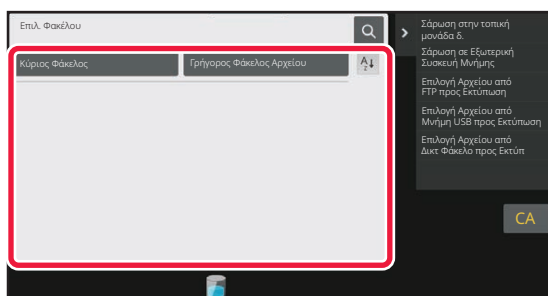 Επιλ. Φακέλου
Κύριος Φάκελος
Γρήγορος Φάκελος Αρχείου
A
Z
Σάρωση στην τοπική
μονάδα δ.
Σάρωση σε Εξωτερική
Συσκευή Μνήμης
Επιλογή Αρχείου από
FTP προς Εκτύπωση
Επιλογή Αρχείου από
Μνήμη USB προς Εκτύπωση
Επιλογή Αρχείου από
Δικτ Φάκελο προς Εκτύπ
CA